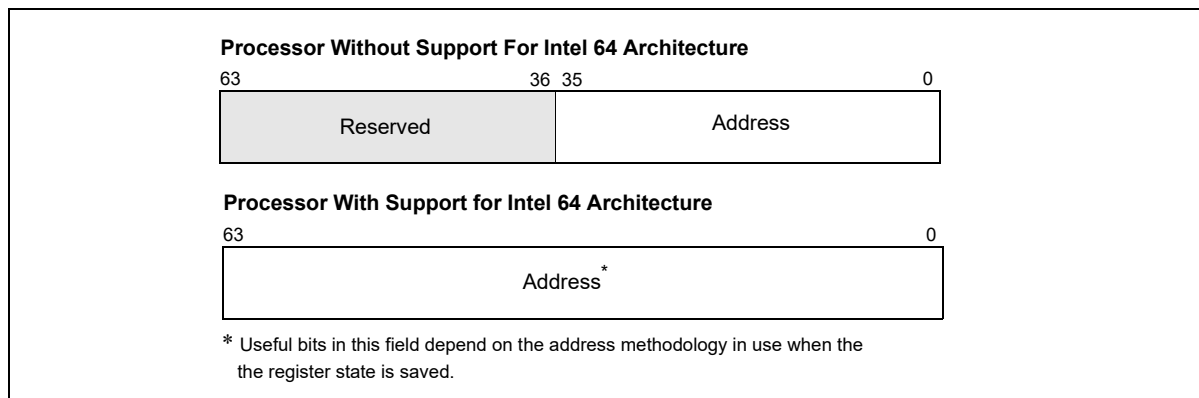 Processor Without Support For Intel 64 Architecture
63 36 35 0
Reserved Address
Processor With Support for Intel 64 Architecture
63 0
Address*
* Useful bits in this field depend on the address methodology in use when the
the register state is saved.